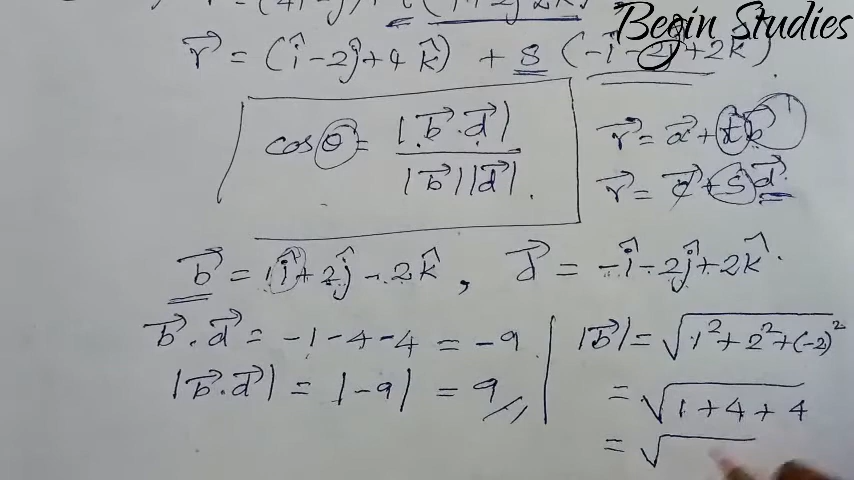 Begin Studies
r⃗ = (î - 2ĵ + 4k̂) + s (-î - 2ĵ + 2k̂)
cos θ = |b⃗ · d⃗| / |b⃗| |d⃗|.
r⃗ = a⃗ + t b⃗
r⃗ = c⃗ + s d⃗.
b⃗ = 1î + 2ĵ - 2k̂, d⃗ = -î - 2ĵ + 2k̂.
b⃗ · d⃗ = -1 - 4 - 4 = -9
|b⃗ · d⃗| = |-9| = 9 //
|b⃗| = √(1² + 2² + (-2)²)
= √(1 + 4 + 4)
= √